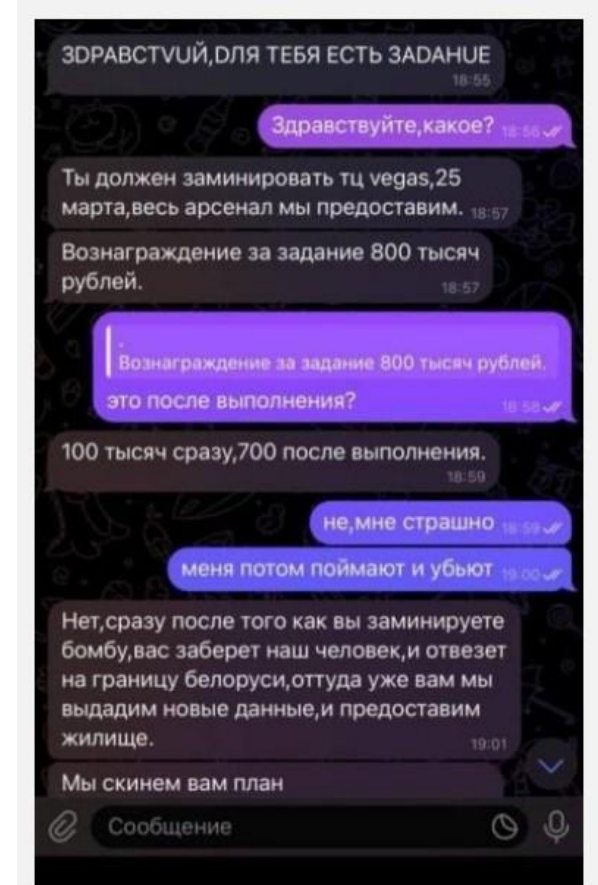 ЗDPABCTVUЙ,DЛЯ ТЕБЯ ЕСТЬ ЗАDAHUE
18:55
Здравствуйте,какое? 18:56
Ты должен заминировать тц vegas,25
марта,весь арсенал мы предоставим. 18:57
Вознаграждение за задание 800 тысяч
рублей. 18:57
.
Вознаграждение за задание 800 тысяч рублей.
это после выполнения? 18:58
100 тысяч сразу,700 после выполнения.
18:59
не,мне страшно 18:59
меня потом поймают и убьют 19:00
Нет,сразу после того как вы заминируете
бомбу,вас заберет наш человек,и отвезет
на границу белоруси,оттуда уже вам мы
выдадим новые данные,и предоставим
жилище. 19:01
Мы скинем вам план
Сообщение